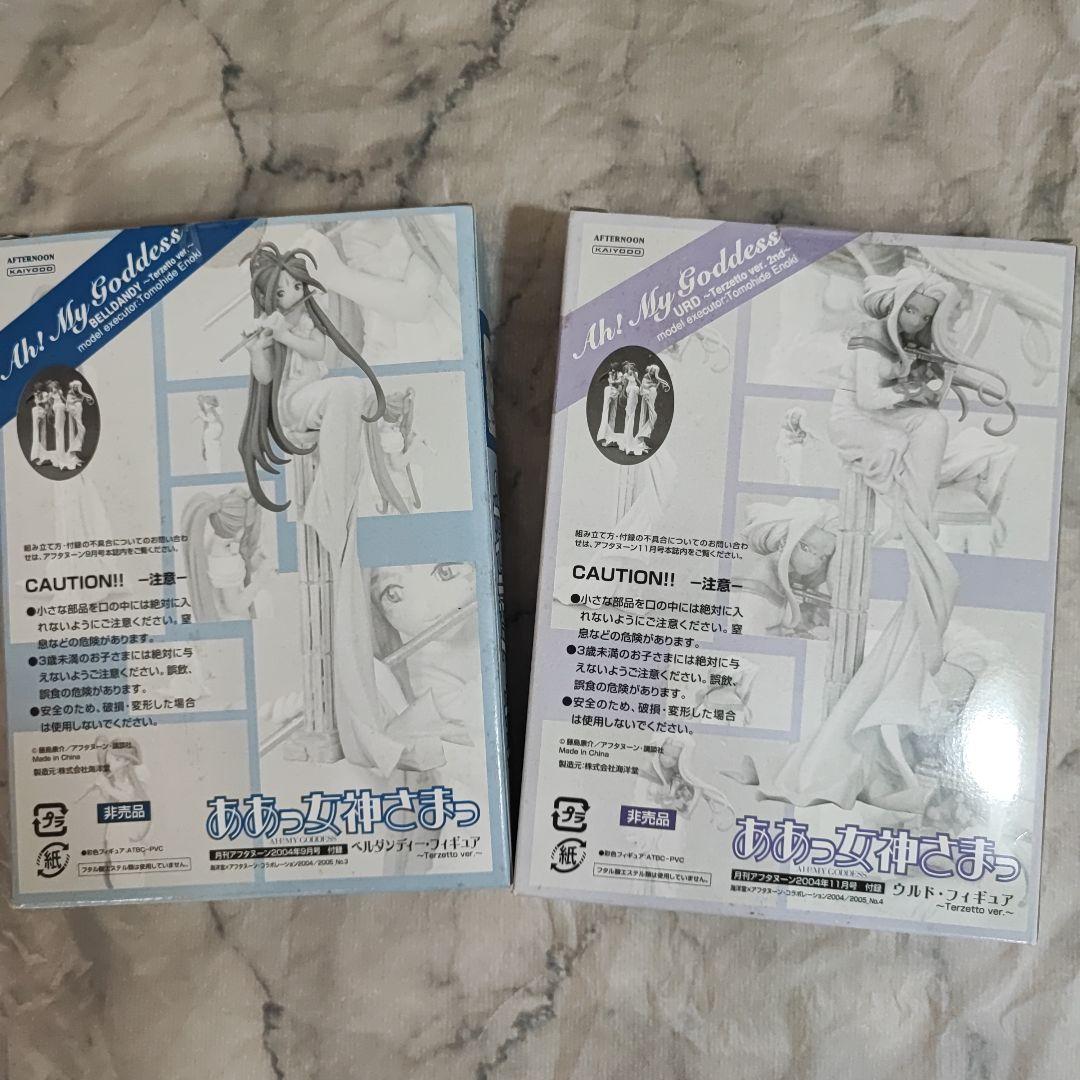 AFTERNOON
KAIYODO
Ah! My Goddess
BELLDANDY ~Terzetto ver.~
model executor:Tomohide Enoki
組み立て方・付録の不具合についてのお問い合わ
せは、アフタヌーン9月号本誌内をご覧ください。
CAUTION!! ー注意ー
●小さな部品を口の中には絶対に入
れないようにご注意ください。窒
息などの危険があります。
●3歳未満のお子さまには絶対に与
えないようご注意ください。誤飲、
誤食の危険があります。
●安全のため、破損・変形した場合
は使用しないでください。
© 藤島康介/アフタヌーン・講談社
Made in China
製造元:株式会社海洋堂
プラ
非売品
紙
●彩色フィギュア:ATBC-PVC
フタル酸エステル類は使用していません。
ああっ女神さまっ
AH! MY GODDESS
月刊アフタヌーン2004年9月号 付録
ベルダンディー・フィギュア
~Terzetto ver.~
海洋堂×アフタヌーン・コラボレーション2004/2005_No.3
AFTERNOON
KAIYODO
Ah! My Goddess
URD ~Terzetto ver. 2nd~
model executor:Tomohide Enoki
組み立て方・付録の不具合についてのお問い合わ
せは、アフタヌーン11月号本誌内をご覧ください。
CAUTION!! ー注意ー
●小さな部品を口の中には絶対に入
れないようにご注意ください。窒
息などの危険があります。
●3歳未満のお子さまには絶対に与
えないようご注意ください。誤飲、
誤食の危険があります。
●安全のため、破損・変形した場合
は使用しないでください。
© 藤島康介/アフタヌーン・講談社
Made in China
製造元:株式会社海洋堂
プラ
非売品
紙
●彩色フィギュア:ATBC-PVC
フタル酸エステル類は使用していません。
ああっ女神さまっ
AH! MY GODDESS
月刊アフタヌーン2004年11月号 付録
ウルド・フィギュア
~Terzetto ver.~
海洋堂×アフタヌーン・コラボレーション2004/2005_No.4